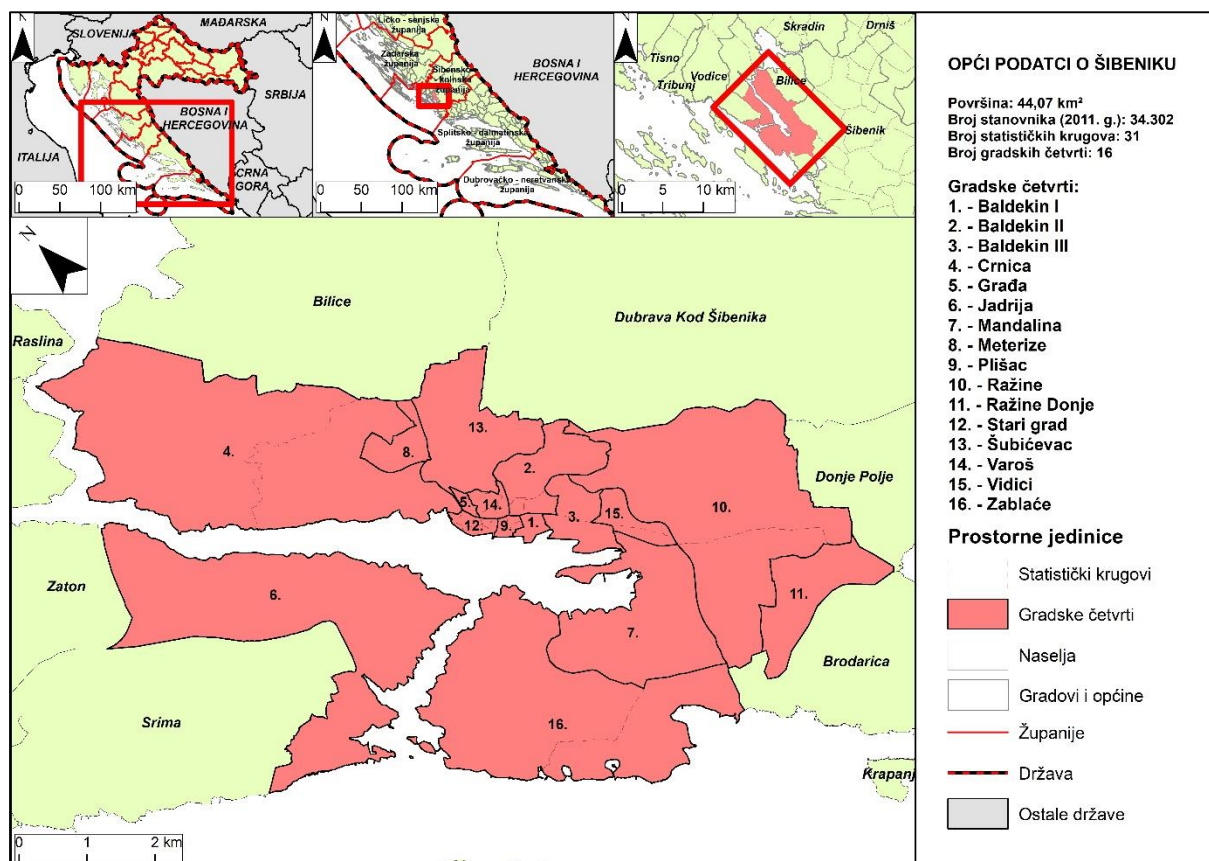 N
SLOVENIJA
MAĐARSKA
BOSNA I
HERCEGOVINA
SRBIJA
ITALIJA
CRNA
GORA
0 50 100 km
N
Ličko - senjska
županija
Zadarska
županija
Šibensko -
kninska
županija
BOSNA I
HERCEGOVINA
Splitsko - dalmatinska
županija
Dubrovačko - neretvanska
županija
0 50 100 km
N
Skradin
Drniš
Tisno
Vodice
Bilice
Tribunj
Šibenik
0 5 10 km
N
Bilice
Dubrava Kod Šibenika
Raslina
13.
4.
8.
2.
Donje Polje
5.
14.
10.
12.
9.
1.
3.
15.
Zaton
6.
11.
7.
Brodarica
Srima
16.
Krapanj
0 1 2 km
OPĆI PODATCI O ŠIBENIKU
Površina: 44,07 km²
Broj stanovnika (2011. g.): 34.302
Broj statističkih krugova: 31
Broj gradskih četvrti: 16
Gradske četvrti:
1. - Baldekin I
2. - Baldekin II
3. - Baldekin III
4. - Crnica
5. - Građa
6. - Jadrija
7. - Mandalina
8. - Meterize
9. - Plišac
10. - Ražine
11. - Ražine Donje
12. - Stari grad
13. - Šubićevac
14. - Varoš
15. - Vidici
16. - Zablaće
Prostorne jedinice
Statistički krugovi
Gradske četvrti
Naselja
Gradovi i općine
Županije
Država
Ostale države